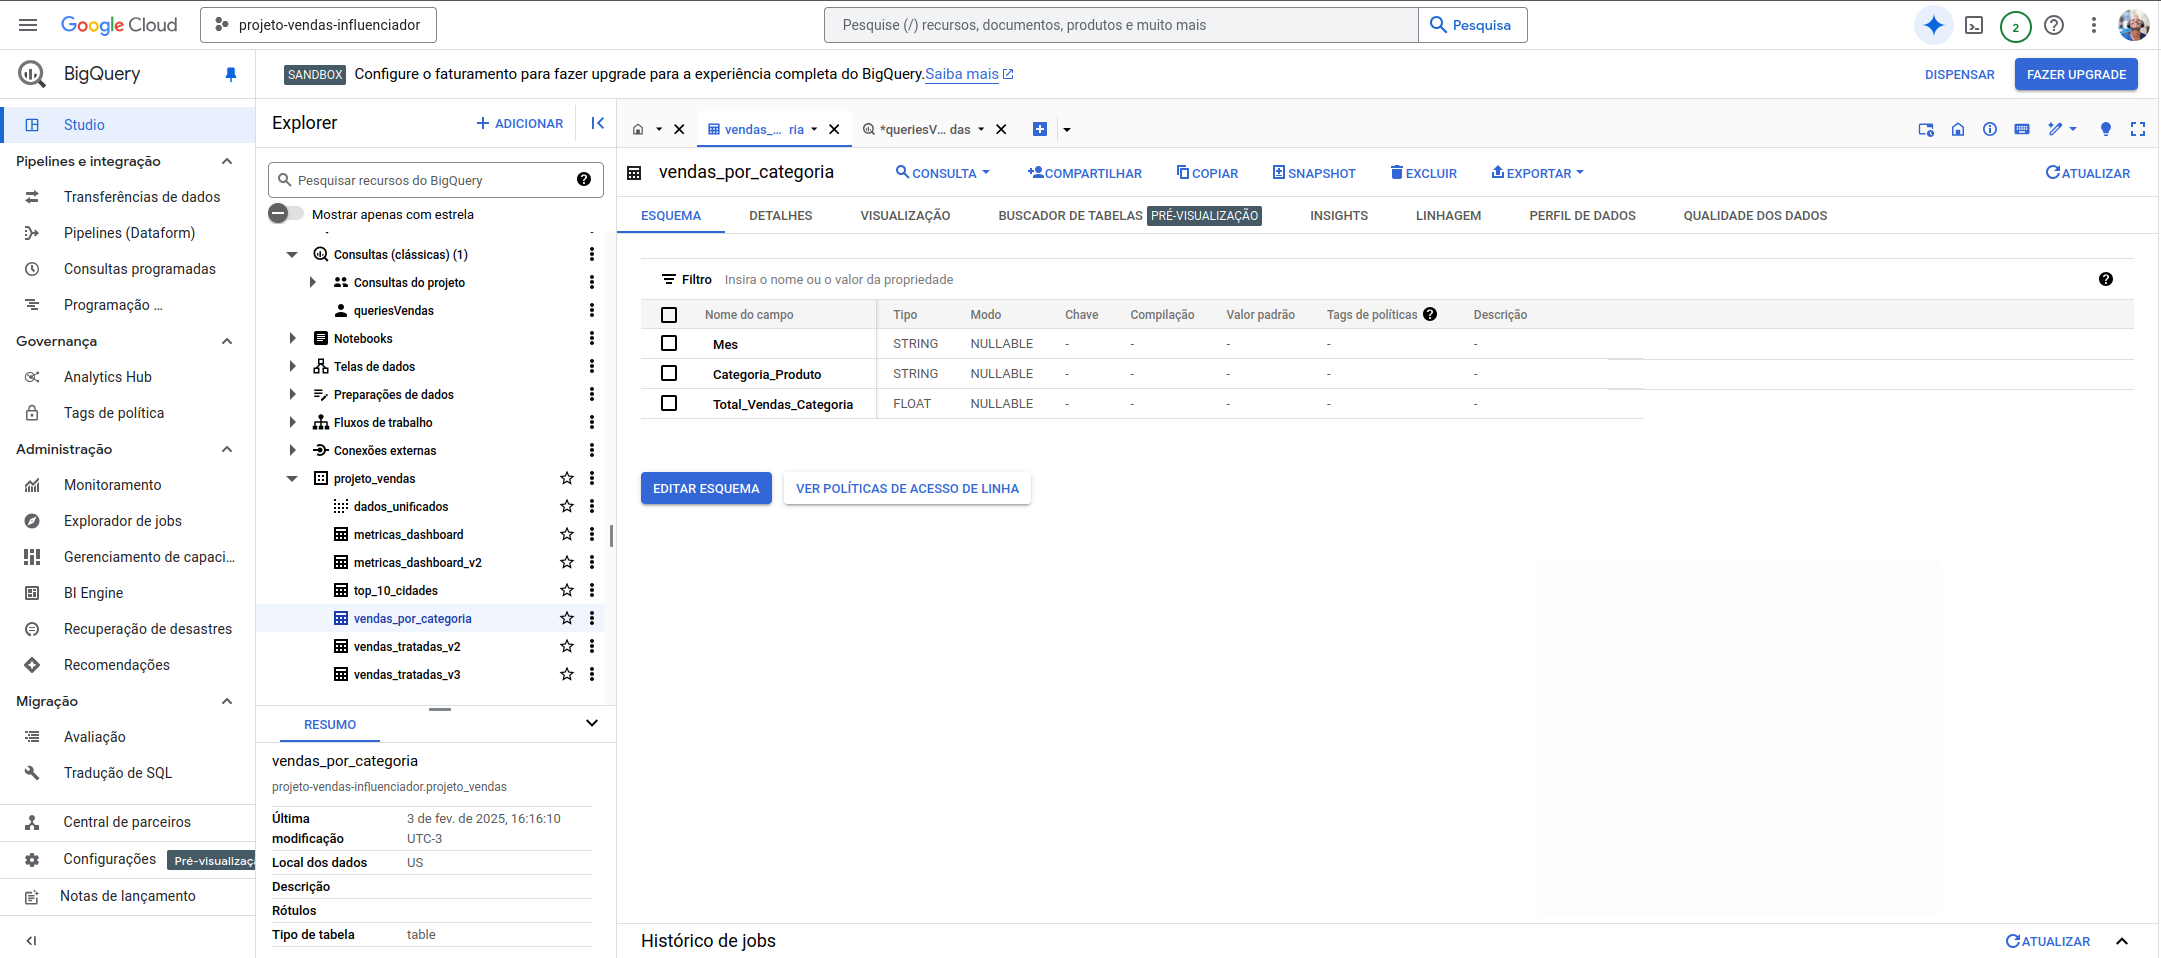 Google Cloud
projeto-vendas-influenciador
Pesquise (/) recursos, documentos, produtos e muito mais
Pesquisa
2
BigQuery
SANDBOX Configure o faturamento para fazer upgrade para a experiência completa do BigQuery. Saiba mais
DISPENSAR
FAZER UPGRADE
Studio
Pipelines e integração
Transferências de dados
Pipelines (Dataform)
Consultas programadas
Programação ...
Governança
Analytics Hub
Tags de política
Administração
Monitoramento
Explorador de jobs
Gerenciamento de capaci...
BI Engine
Recuperação de desastres
Recomendações
Migração
Avaliação
Tradução de SQL
Central de parceiros
Configurações
Pré-visualizaç
Notas de lançamento
Explorer
ADICIONAR
Pesquisar recursos do BigQuery
Mostrar apenas com estrela
Consultas (clássicas) (1)
Consultas do projeto
queriesVendas
Notebooks
Telas de dados
Preparações de dados
Fluxos de trabalho
Conexões externas
projeto_vendas
dados_unificados
metricas_dashboard
metricas_dashboard_v2
top_10_cidades
vendas_por_categoria
vendas_tratadas_v2
vendas_tratadas_v3
RESUMO
vendas_por_categoria
projeto-vendas-influenciador.projeto_vendas
Última modificação 3 de fev. de 2025, 16:16:10 UTC-3
Local dos dados US
Descrição
Rótulos
Tipo de tabela table
vendas_... ria
*queriesV... das
vendas_por_categoria
CONSULTA
COMPARTILHAR
COPIAR
SNAPSHOT
EXCLUIR
EXPORTAR
ATUALIZAR
ESQUEMA DETALHES VISUALIZAÇÃO BUSCADOR DE TABELAS PRÉ-VISUALIZAÇÃO INSIGHTS LINHAGEM PERFIL DE DADOS QUALIDADE DOS DADOS
Filtro Insira o nome ou o valor da propriedade
Nome do campo Tipo Modo Chave Compilação Valor padrão Tags de políticas Descrição
Mes STRING NULLABLE - - - - -
Categoria_Produto STRING NULLABLE - - - - -
Total_Vendas_Categoria FLOAT NULLABLE - - - - -
EDITAR ESQUEMA
VER POLÍTICAS DE ACESSO DE LINHA
Histórico de jobs
ATUALIZAR